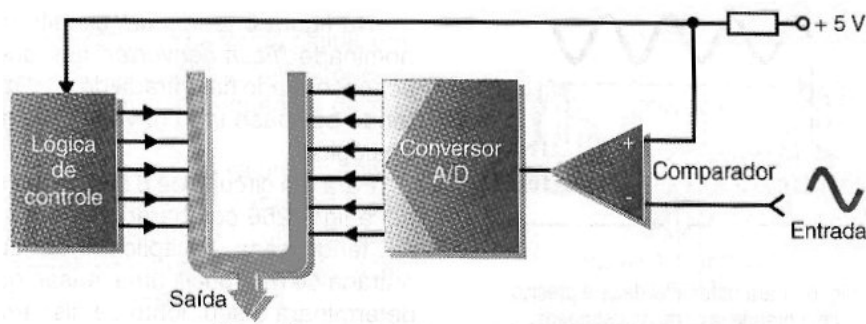 + 5 V
Lógica
de
controle
Conversor
A/D
+
-
Comparador
Entrada
Saída